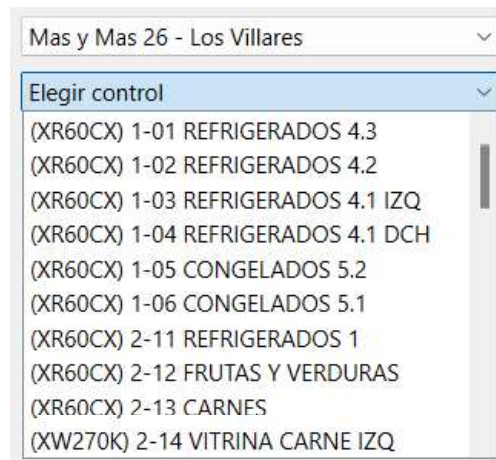 Mas y Mas 26 - Los Villares
Elegir control
(XR60CX) 1-01 REFRIGERADOS 4.3
(XR60CX) 1-02 REFRIGERADOS 4.2
(XR60CX) 1-03 REFRIGERADOS 4.1 IZQ
(XR60CX) 1-04 REFRIGERADOS 4.1 DCH
(XR60CX) 1-05 CONGELADOS 5.2
(XR60CX) 1-06 CONGELADOS 5.1
(XR60CX) 2-11 REFRIGERADOS 1
(XR60CX) 2-12 FRUTAS Y VERDURAS
(XR60CX) 2-13 CARNES
(XW270K) 2-14 VITRINA CARNE IZQ